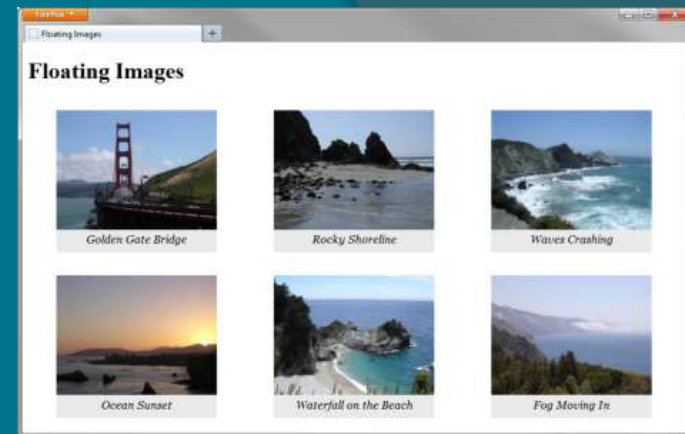 Firefox
Floating Images
Floating Images
Golden Gate Bridge
Rocky Shoreline
Waves Crashing
Ocean Sunset
Waterfall on the Beach
Fog Moving In